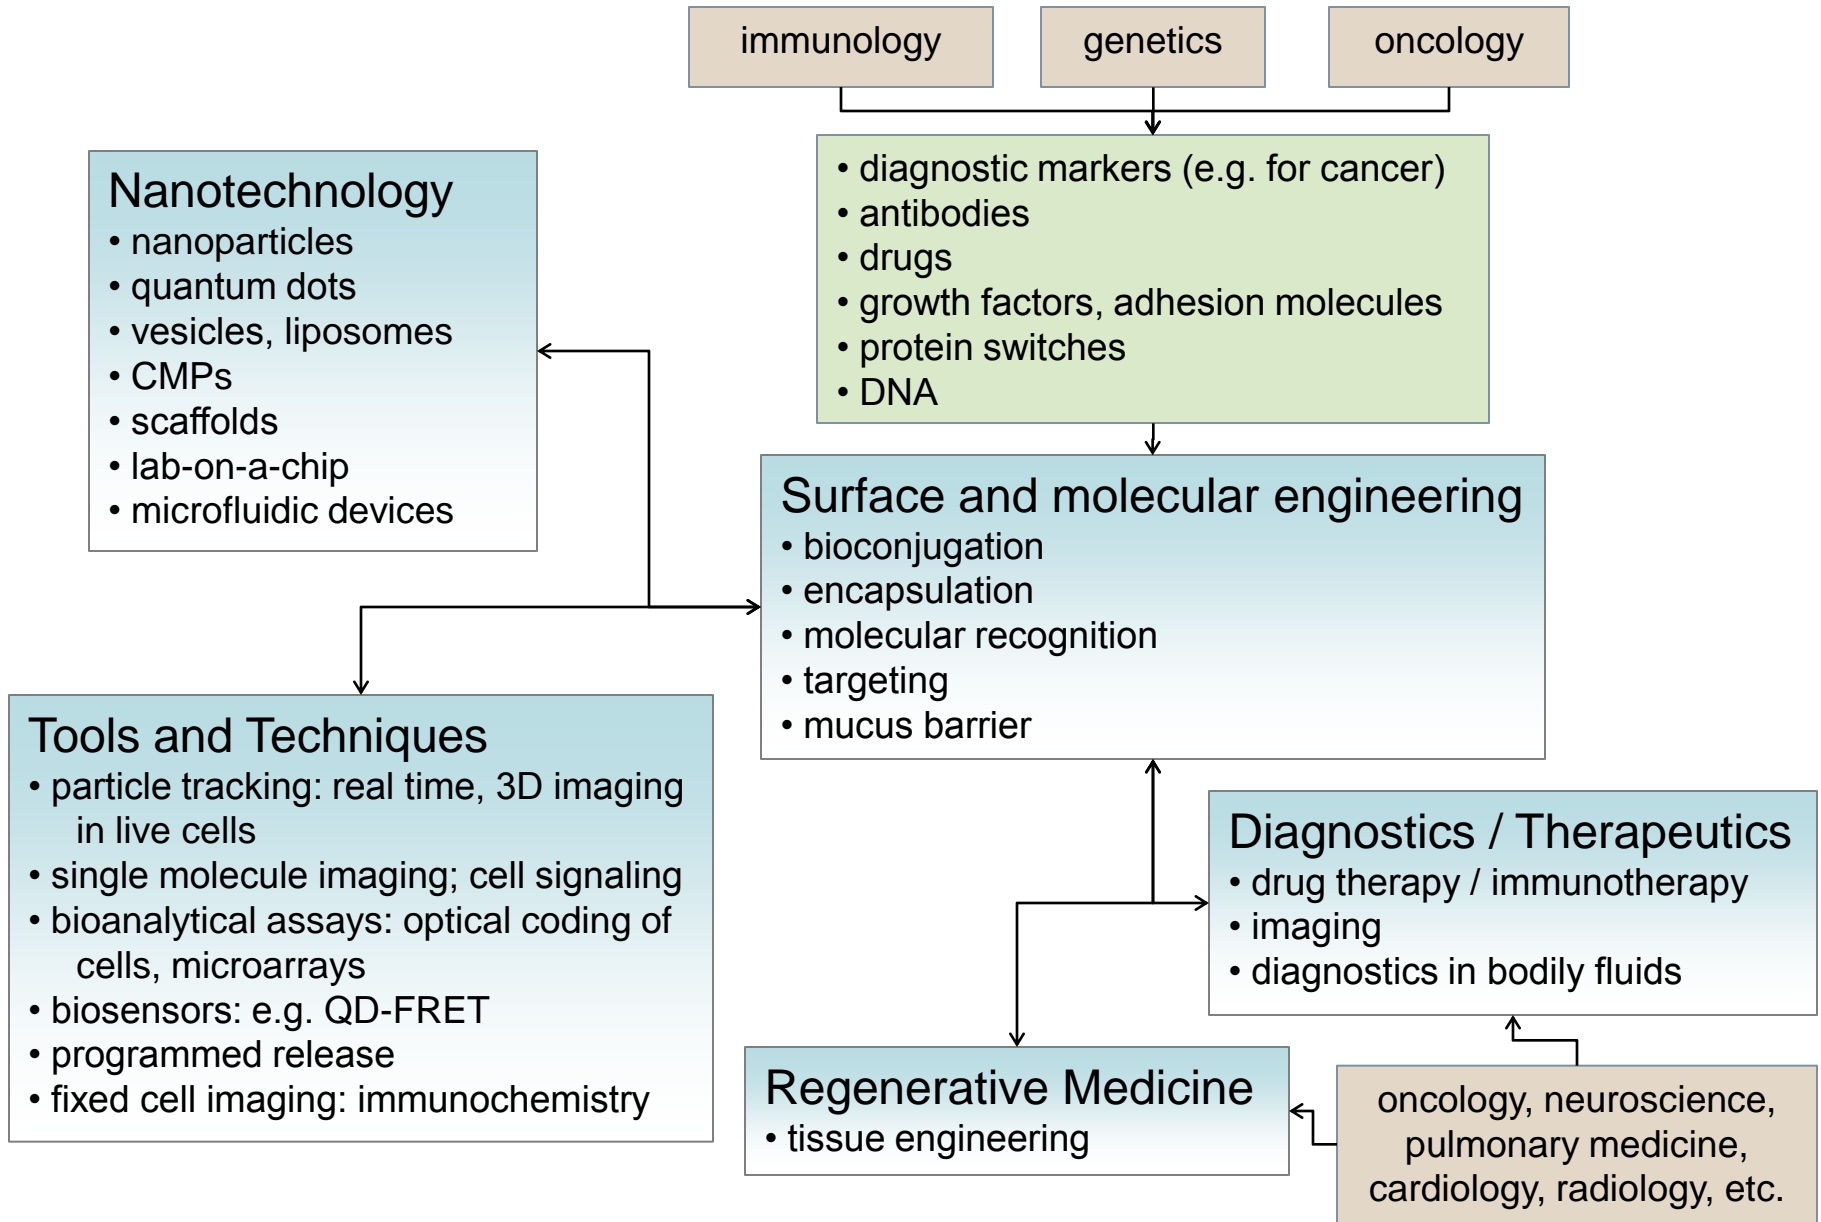 immunology
genetics
oncology
Nanotechnology
• nanoparticles
• quantum dots
• vesicles, liposomes
• CMPs
• scaffolds
• lab-on-a-chip
• microfluidic devices
• diagnostic markers (e.g. for cancer)
• antibodies
• drugs
• growth factors, adhesion molecules
• protein switches
• DNA
Surface and molecular engineering
• bioconjugation
• encapsulation
• molecular recognition
• targeting
• mucus barrier
Tools and Techniques
• particle tracking: real time, 3D imaging
in live cells
• single molecule imaging; cell signaling
• bioanalytical assays: optical coding of
cells, microarrays
• biosensors: e.g. QD-FRET
• programmed release
• fixed cell imaging: immunochemistry
Diagnostics / Therapeutics
• drug therapy / immunotherapy
• imaging
• diagnostics in bodily fluids
Regenerative Medicine
• tissue engineering
oncology, neuroscience,
pulmonary medicine,
cardiology, radiology, etc.